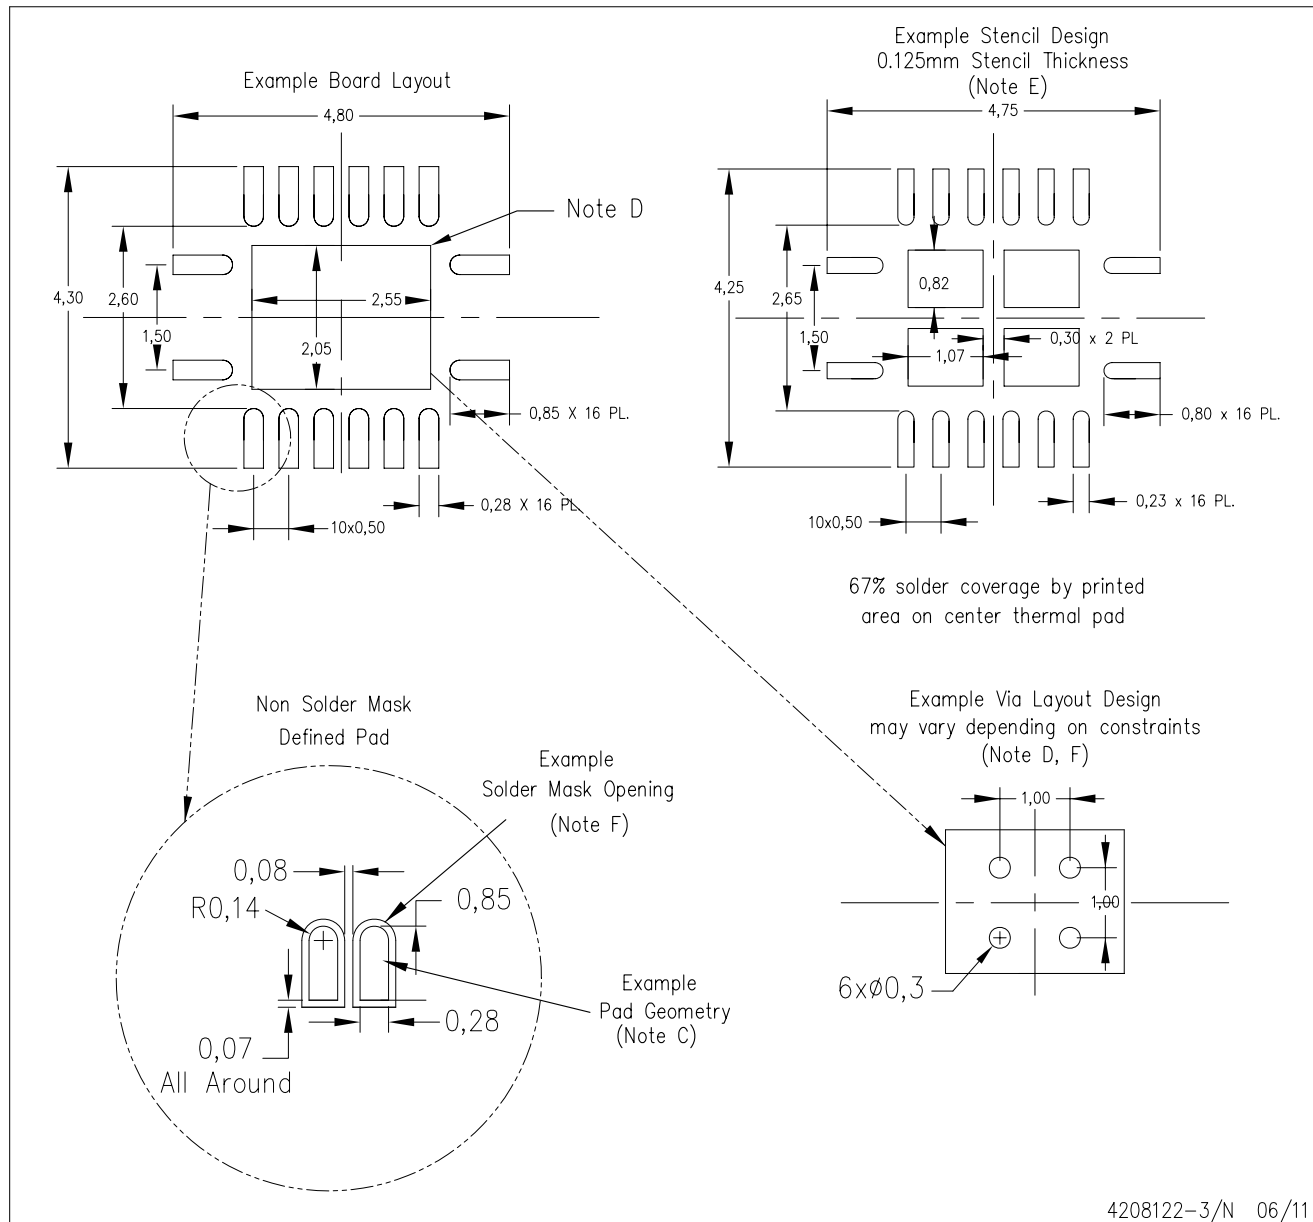 Example Board Layout
4,80
4,30
2,60
1,50
2,55
2,05
Note D
0,85 X 16 PL.
0,28 X 16 PL
10x0,50
Example Stencil Design
0.125mm Stencil Thickness
(Note E)
4,75
4,25
2,65
1,50
0,82
0,30 x 2 PL
1,07
0,80 x 16 PL.
0,23 x 16 PL.
10x0,50
67% solder coverage by printed
area on center thermal pad
Non Solder Mask
Defined Pad
Example
Solder Mask Opening
(Note F)
0,08
R0,14
0,85
0,28
0,07
All Around
Example
Pad Geometry
(Note C)
Example Via Layout Design
may vary depending on constraints
(Note D, F)
1,00
1,00
6xø0,3
4208122-3/N 06/11